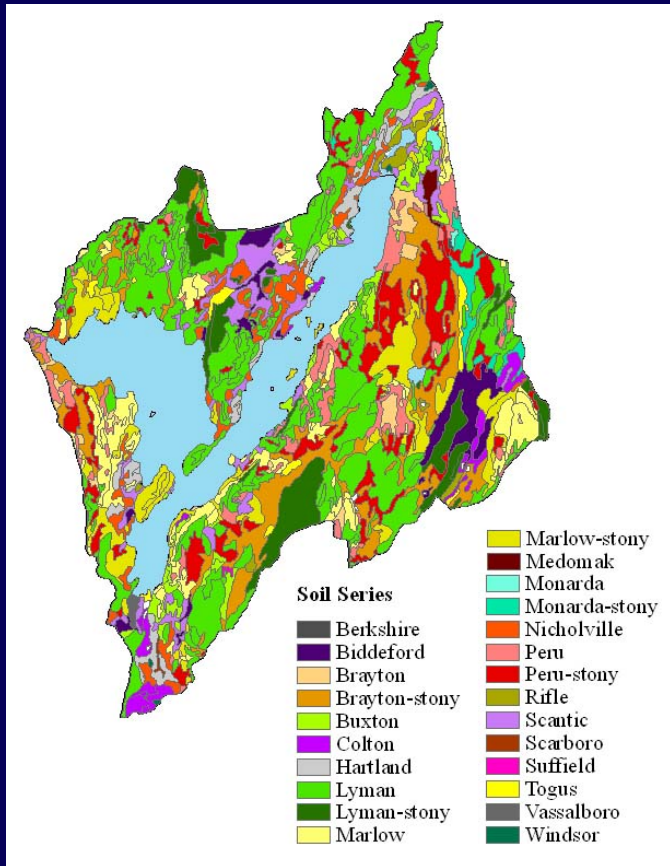 Soil Series
Berkshire
Biddeford
Brayton
Brayton-stony
Buxton
Colton
Hartland
Lyman
Lyman-stony
Marlow
Marlow-stony
Medomak
Monarda
Monarda-stony
Nicholville
Peru
Peru-stony
Rifle
Scantic
Scarboro
Suffield
Togus
Vassalboro
Windsor